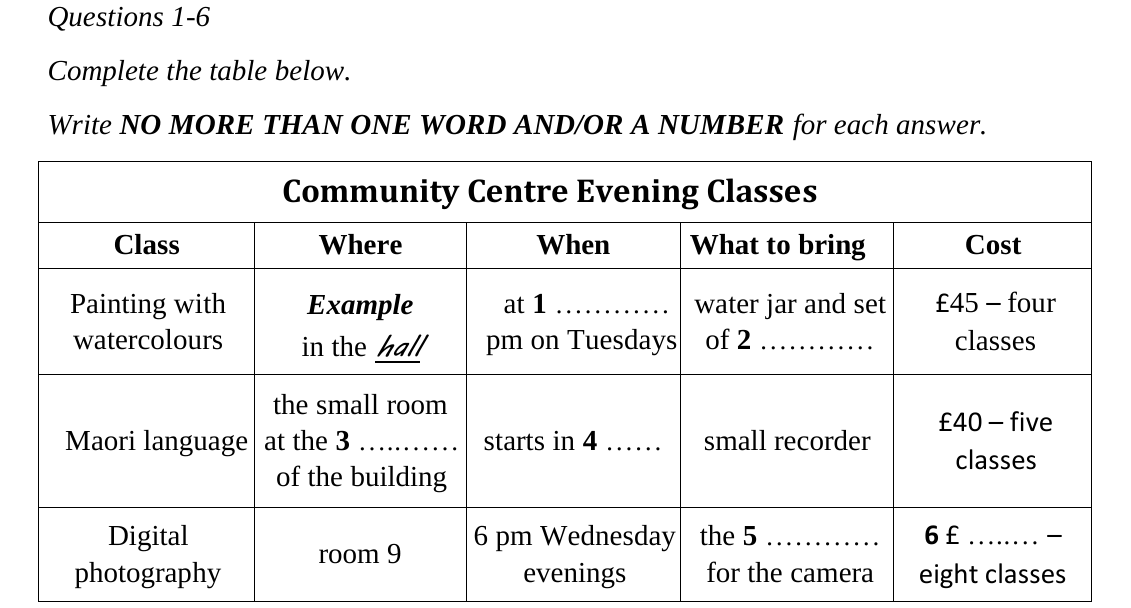 Questions 1-6
Complete the table below.
Write NO MORE THAN ONE WORD AND/OR A NUMBER for each answer.
Community Centre Evening Classes
Class Where When What to bring Cost
Painting with
watercolours
Example
in the hall
at 1 …………
pm on Tuesdays
water jar and set
of 2 …………
£45 – four
classes
Maori language
the small room
at the 3 …..……
of the building
starts in 4 ……
small recorder
£40 – five
classes
Digital
photography
room 9
6 pm Wednesday
evenings
the 5 …………
for the camera
6 £ …..… –
eight classes